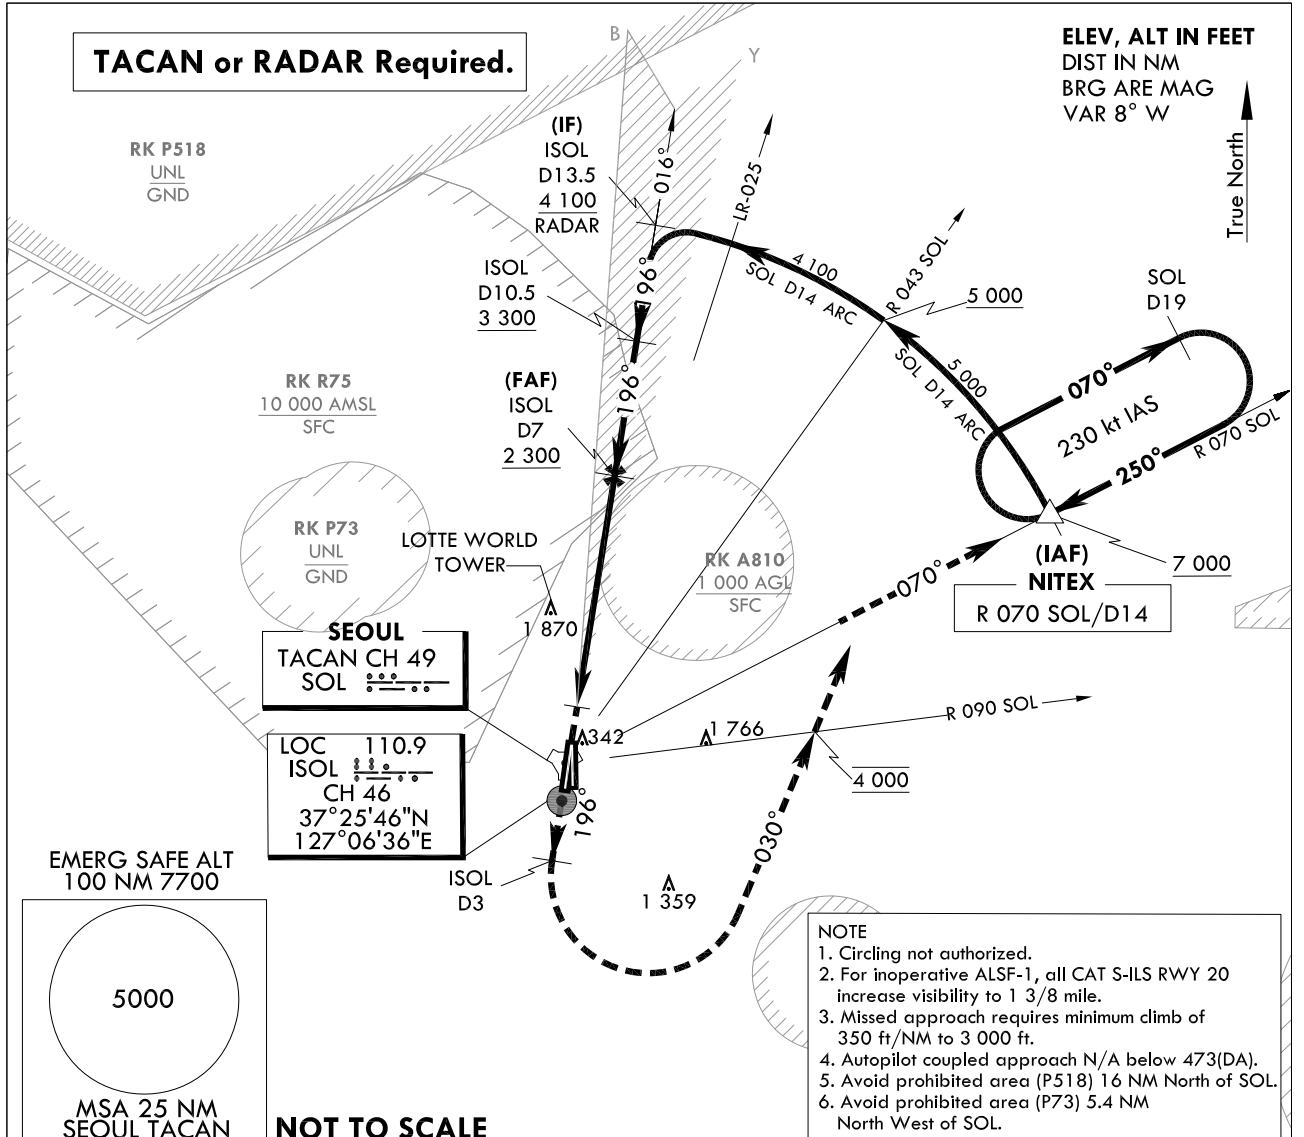 TACAN or RADAR Required.
ELEV, ALT IN FEET
DIST IN NM
BRG ARE MAG
VAR 8° W
True North
B
Y
RK P518
UNL
GND
(IF)
ISOL
D13.5
4 100
RADAR
016°
LR-025
196°
4 100
SOL D14 ARC
R 043 SOL
5 000
SOL
D19
ISOL
D10.5
3 300
5 000
SOL D14 ARC
070°
230 kt IAS
250°
R 070 SOL
RK R75
10 000 AMSL
SFC
(FAF)
ISOL
D7
2 300
196°
RK P73
UNL
GND
LOTTE WORLD
TOWER
1 870
RK A810
1 000 AGL
SFC
070°
(IAF)
NITEX
R 070 SOL/D14
7 000
SEOUL
TACAN CH 49
SOL
R 090 SOL
342
1 766
4 000
LOC 110.9
ISOL
CH 46
37°25'46"N
127°06'36"E
196°
030°
ISOL
D3
1 359
EMERG SAFE ALT
100 NM 7700
5000
MSA 25 NM
SEOUL TACAN
NOT TO SCALE
NOTE
1. Circling not authorized.
2. For inoperative ALSF-1, all CAT S-ILS RWY 20
increase visibility to 1 3/8 mile.
3. Missed approach requires minimum climb of
350 ft/NM to 3 000 ft.
4. Autopilot coupled approach N/A below 473(DA).
5. Avoid prohibited area (P518) 16 NM North of SOL.
6. Avoid prohibited area (P73) 5.4 NM
North West of SOL.